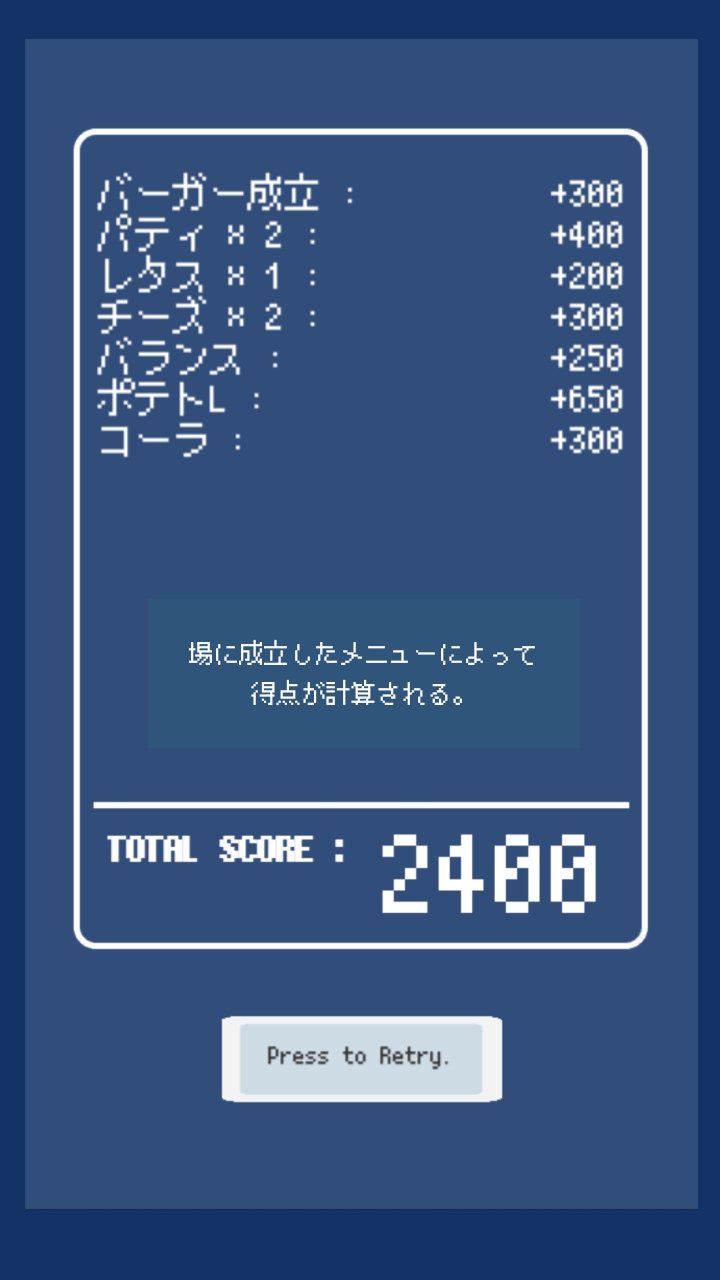 バーガー成立 : +300
パティ × 2 : +400
レタス × 1 : +200
チーズ × 2 : +300
バランス : +250
ポテトL : +650
コーラ : +300
場に成立したメニューによって
得点が計算される。
TOTAL SCORE : 2400
Press to Retry.